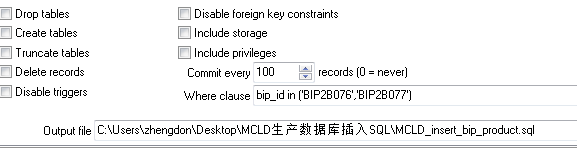 Drop tables
Disable foreign key constraints
Create tables
Include storage
Truncate tables
Include privileges
Delete records
Commit every 100 records (0 = never)
Disable triggers
Where clause bip_id in ('BIP2B076','BIP2B077')
Output file C:\Users\zhengdon\Desktop\MCLD生产数据库插入SQL\MCLD_insert_bip_product.sql